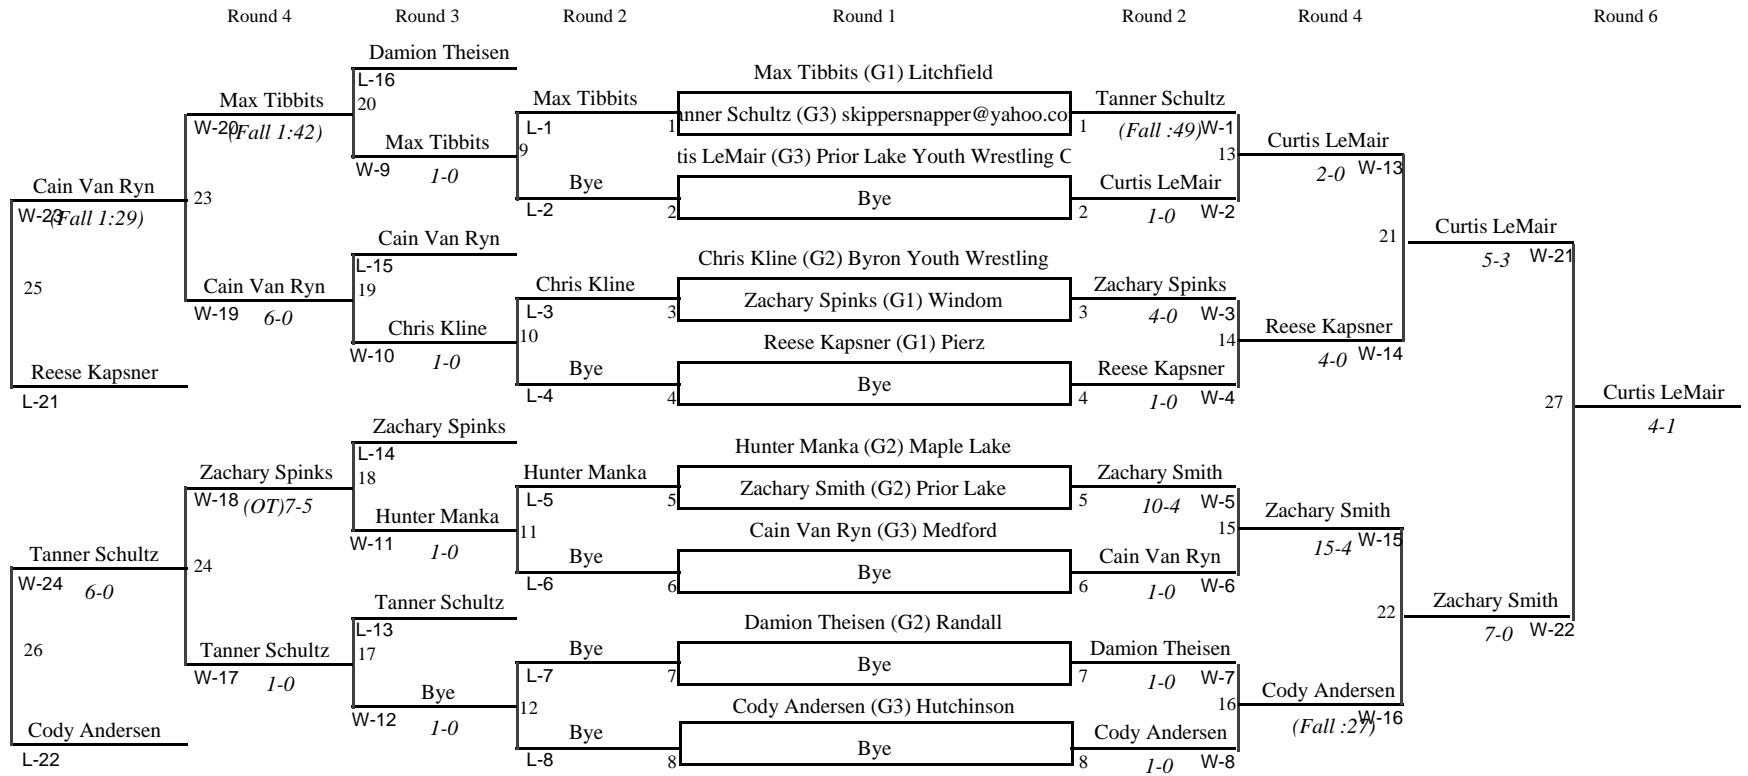 Round 4 Round 3 Round 2 Round 1 Round 2 Round 4 Round 6
Damion Theisen
L-16
20
Max Tibbits
W-20 (Fall 1:42)
Max Tibbits
W-9 1-0
Cain Van Ryn
W-23 (Fall 1:29)
23
Cain Van Ryn
L-15
19
Cain Van Ryn
W-19 6-0
Chris Kline
W-10 1-0
25
Reese Kapsner
L-21
Zachary Spinks
L-14
18
Zachary Spinks
W-18 (OT)7-5
Hunter Manka
W-11 1-0
Tanner Schultz
W-24 6-0
24
Tanner Schultz
L-13
17
Tanner Schultz
W-17 1-0
Bye
W-12 1-0
26
Cody Andersen
L-22
Max Tibbits
L-1 1
9
Bye
L-2 2
Chris Kline
L-3 3
10
Bye
L-4 4
Hunter Manka
L-5 5
11
Bye
L-6 6
Bye
L-7 7
12
Bye
L-8 8
Max Tibbits (G1) Litchfield
nner Schultz (G3) skippersnapper@yahoo.co
tis LeMair (G3) Prior Lake Youth Wrestling C
Bye
Chris Kline (G2) Byron Youth Wrestling
Zachary Spinks (G1) Windom
Reese Kapsner (G1) Pierz
Bye
Hunter Manka (G2) Maple Lake
Zachary Smith (G2) Prior Lake
Cain Van Ryn (G3) Medford
Bye
Damion Theisen (G2) Randall
Bye
Cody Andersen (G3) Hutchinson
Bye
Tanner Schultz
1 (Fall :49) W-1
13
Curtis LeMair
2 1-0 W-2
Zachary Spinks
3 4-0 W-3
14
Reese Kapsner
4 1-0 W-4
Zachary Smith
5 10-4 W-5
15
Cain Van Ryn
6 1-0 W-6
Damion Theisen
7 1-0 W-7
16
Cody Andersen
8 1-0 W-8
Curtis LeMair
2-0 W-13
21
Reese Kapsner
4-0 W-14
Zachary Smith
15-4 W-15
22
Cody Andersen
(Fall :27) W-16
Curtis LeMair
5-3 W-21
27
Zachary Smith
7-0 W-22
Curtis LeMair
4-1